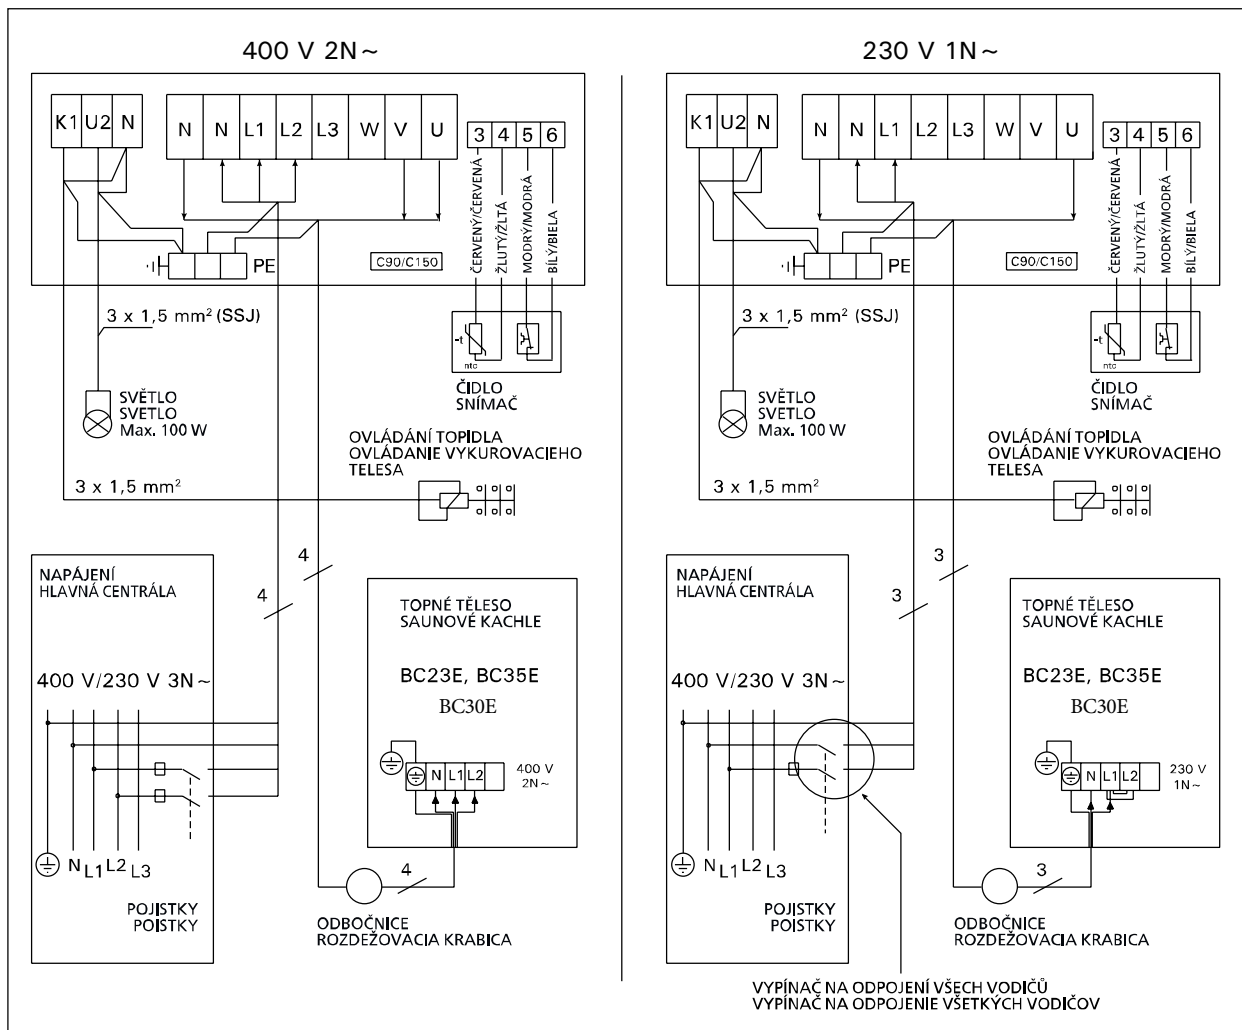 400 V 2N~
K1 U2 N
N N L1 L2 L3 W V U
3 4 5 6
ČERVENÝ/ČERVENÁ
ŽLUTÝ/ŽLTÁ
MODRÝ/MODRÁ
BÍLÝ/BIELA
PE
C90/C150
3 x 1,5 mm² (SSJ)
-t
ntc
ČIDLO
SNÍMAČ
SVĚTLO
SVETLO
Max. 100 W
OVLÁDÁNÍ TOPIDLA
OVLÁDANIE VYKUROVACIEHO
TELESA
3 x 1,5 mm²
4
4
NAPÁJENÍ
HLAVNÁ CENTRÁLA
400 V/230 V 3N~
N L1 L2 L3
POJISTKY
POISTKY
TOPNÉ TĚLESO
SAUNOVÉ KACHLE
BC23E, BC35E
BC30E
N L1 L2
400 V
2N~
4
ODBOČNICE
ROZDEŽOVACIA KRABICA
230 V 1N~
K1 U2 N
N N L1 L2 L3 W V U
3 4 5 6
ČERVENÝ/ČERVENÁ
ŽLUTÝ/ŽLTÁ
MODRÝ/MODRÁ
BÍLÝ/BIELA
PE
C90/C150
3 x 1,5 mm² (SSJ)
-t
ntc
ČIDLO
SNÍMAČ
SVĚTLO
SVETLO
Max. 100 W
OVLÁDÁNÍ TOPIDLA
OVLÁDANIE VYKUROVACIEHO
TELESA
3 x 1,5 mm²
3
3
NAPÁJENÍ
HLAVNÁ CENTRÁLA
400 V/230 V 3N~
N L1 L2 L3
POJISTKY
POISTKY
TOPNÉ TĚLESO
SAUNOVÉ KACHLE
BC23E, BC35E
BC30E
N L1 L2
230 V
1N~
3
ODBOČNICE
ROZDEŽOVACIA KRABICA
VYPÍNAČ NA ODPOJENÍ VŠECH VODIČŮ
VYPÍNAČ NA ODPOJENIE VŠETKÝCH VODIČOV